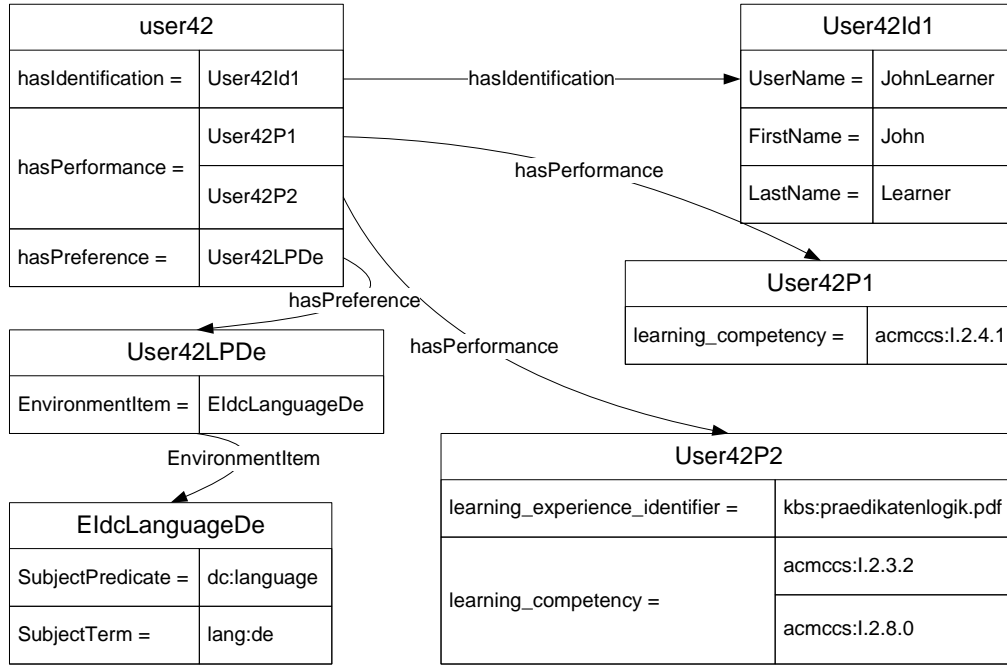 user42
hasIdentification = User42Id1
hasPerformance =
User42P1
User42P2
hasPreference = User42LPDe
hasIdentification
User42Id1
UserName = JohnLearner
FirstName = John
LastName = Learner
hasPerformance
User42P1
learning_competency = acmccs:I.2.4.1
hasPreference
hasPerformance
User42LPDe
EnvironmentItem = EIdcLanguageDe
EnvironmentItem
EIdcLanguageDe
SubjectPredicate = dc:language
SubjectTerm = lang:de
User42P2
learning_experience_identifier = kbs:praedikatenlogik.pdf
learning_competency =
acmccs:I.2.3.2
acmccs:I.2.8.0